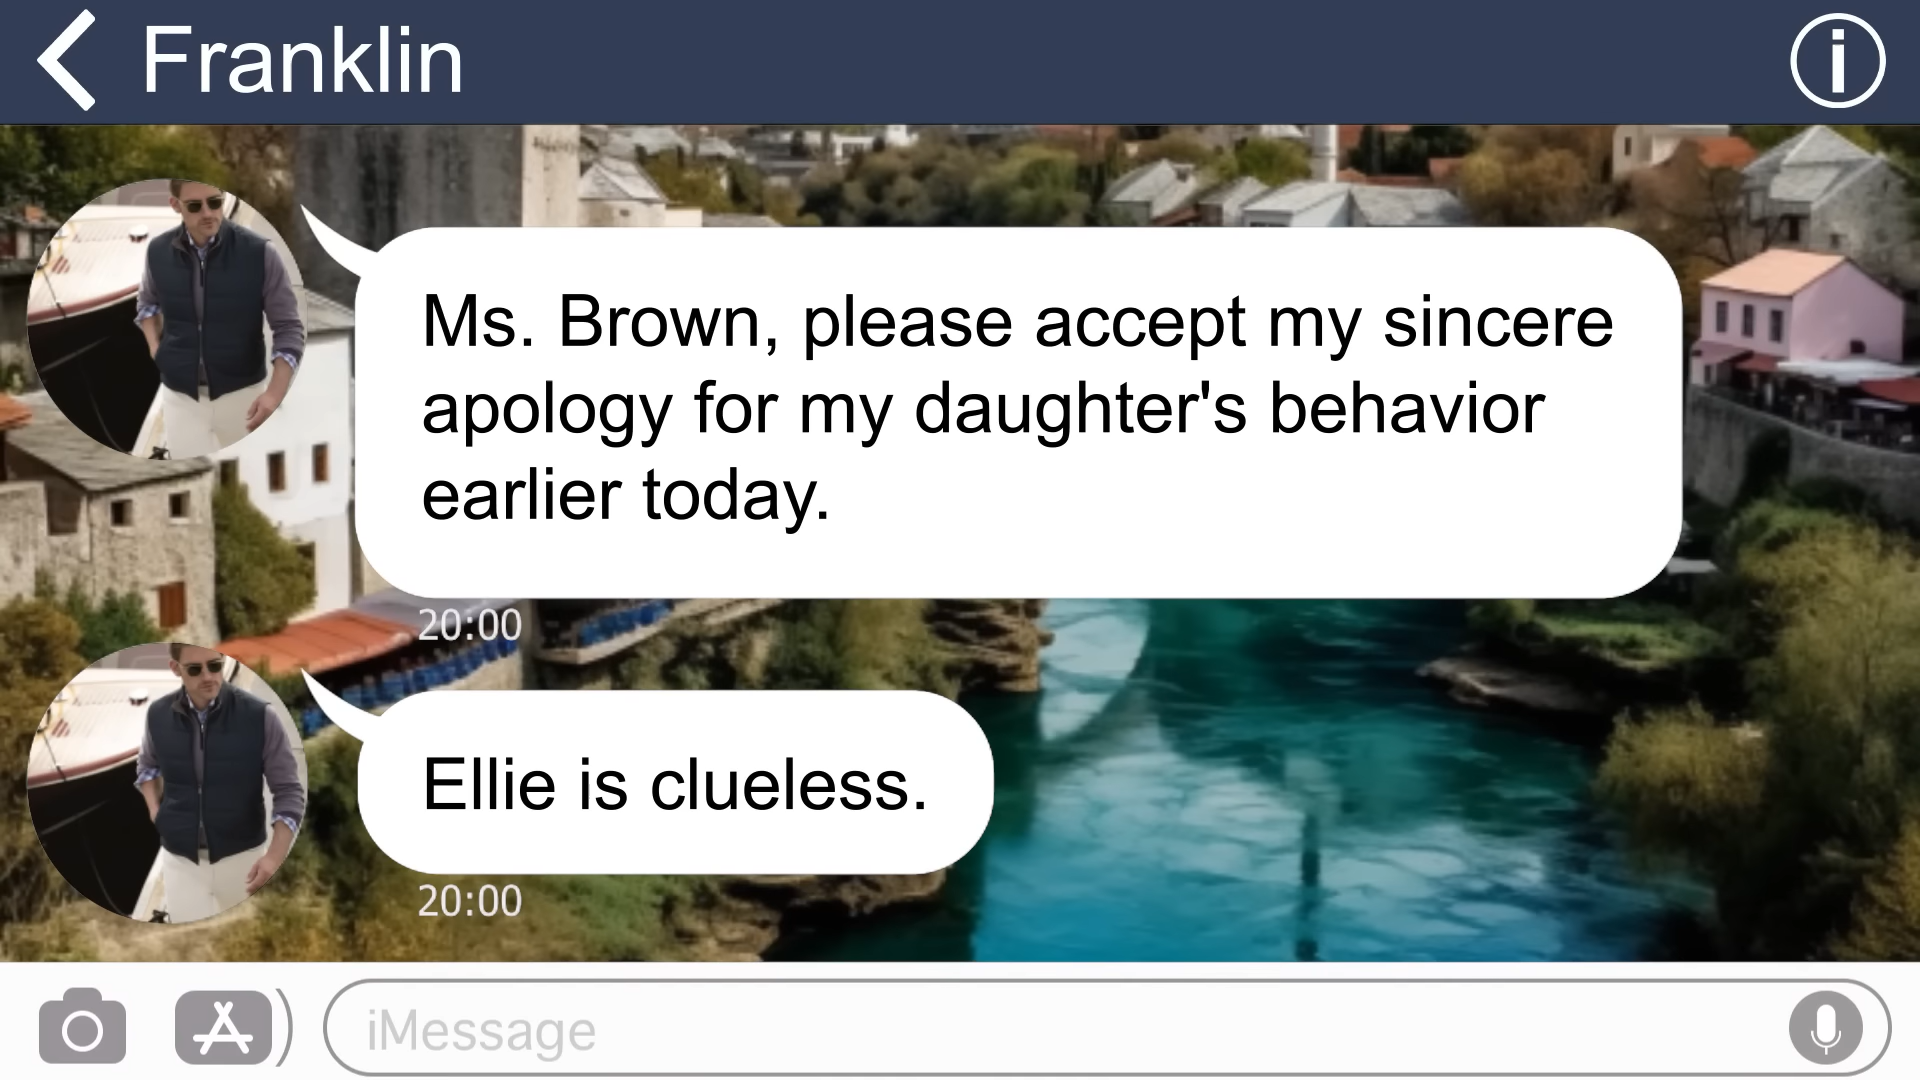 Franklin
Ms. Brown, please accept my sincere
apology for my daughter's behavior
earlier today.
20:00
Ellie is clueless.
20:00
iMessage